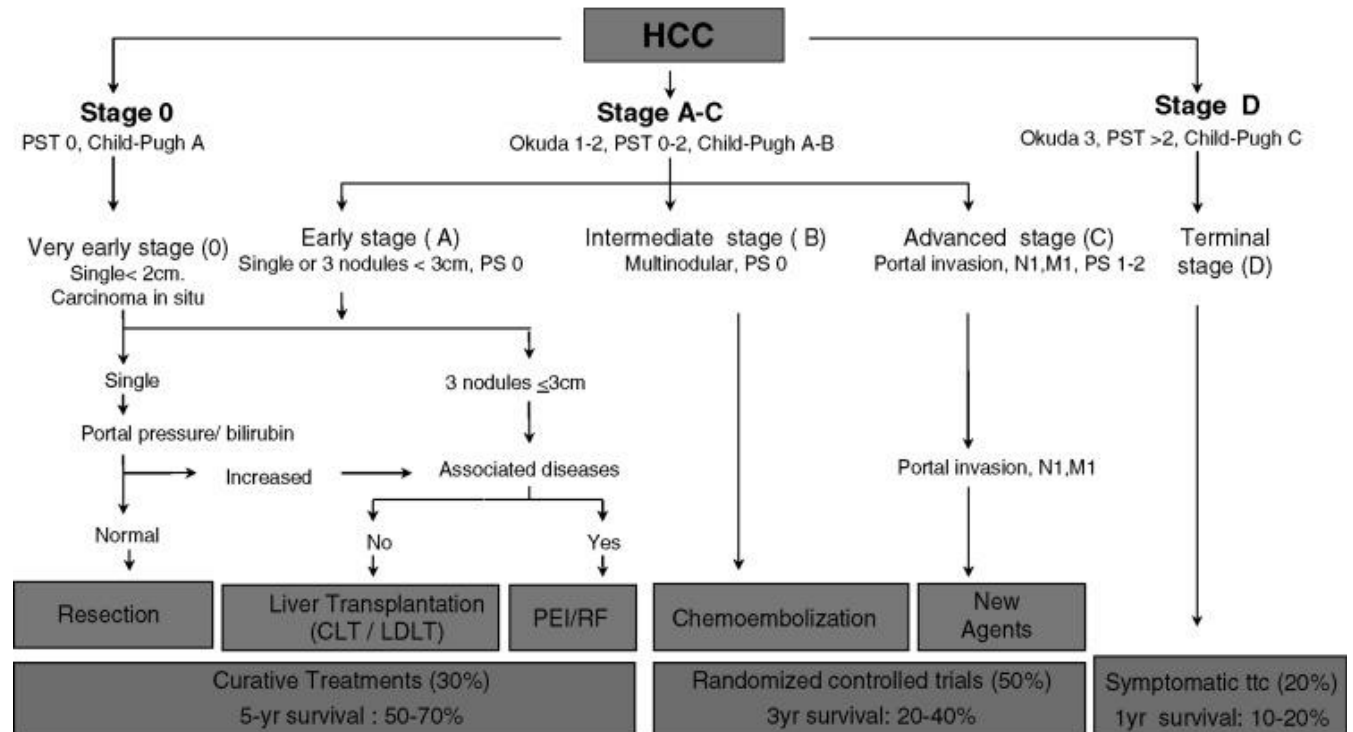 HCC
Stage 0
PST 0, Child-Pugh A
Stage A-C
Okuda 1-2, PST 0-2, Child-Pugh A-B
Stage D
Okuda 3, PST >2, Child-Pugh C
Very early stage (0)
Single< 2cm.
Carcinoma in situ
Early stage ( A)
Single or 3 nodules < 3cm, PS 0
Intermediate stage ( B)
Multinodular, PS 0
Advanced stage (C)
Portal invasion, N1,M1, PS 1-2
Terminal
stage (D)
Single
3 nodules ≤3cm
Portal pressure/ bilirubin
Increased
Associated diseases
Portal invasion, N1,M1
Normal
No
Yes
Resection
Liver Transplantation
(CLT / LDLT)
PEI/RF
Chemoembolization
New
Agents
Curative Treatments (30%)
5-yr survival : 50-70%
Randomized controlled trials (50%)
3yr survival: 20-40%
Symptomatic ttc (20%)
1yr survival: 10-20%